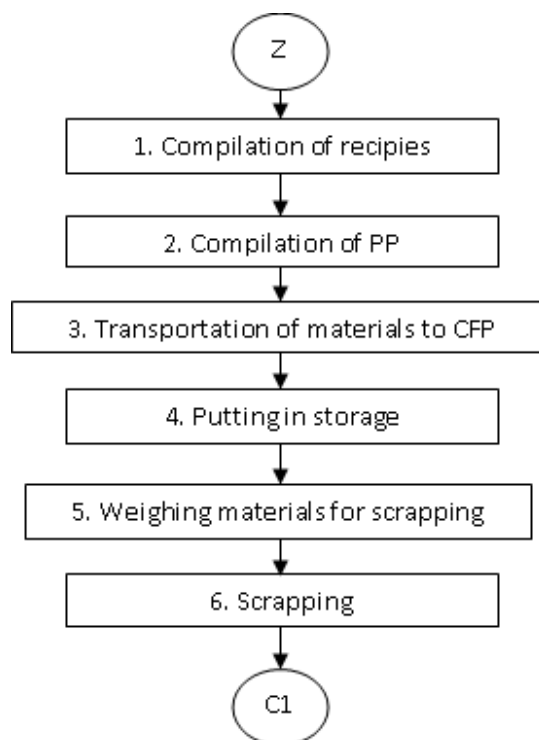 Z
1. Compilation of recipies
2. Compilation of PP
3. Transportation of materials to CFP
4. Putting in storage
5. Weighing materials for scrapping
6. Scrapping
C1